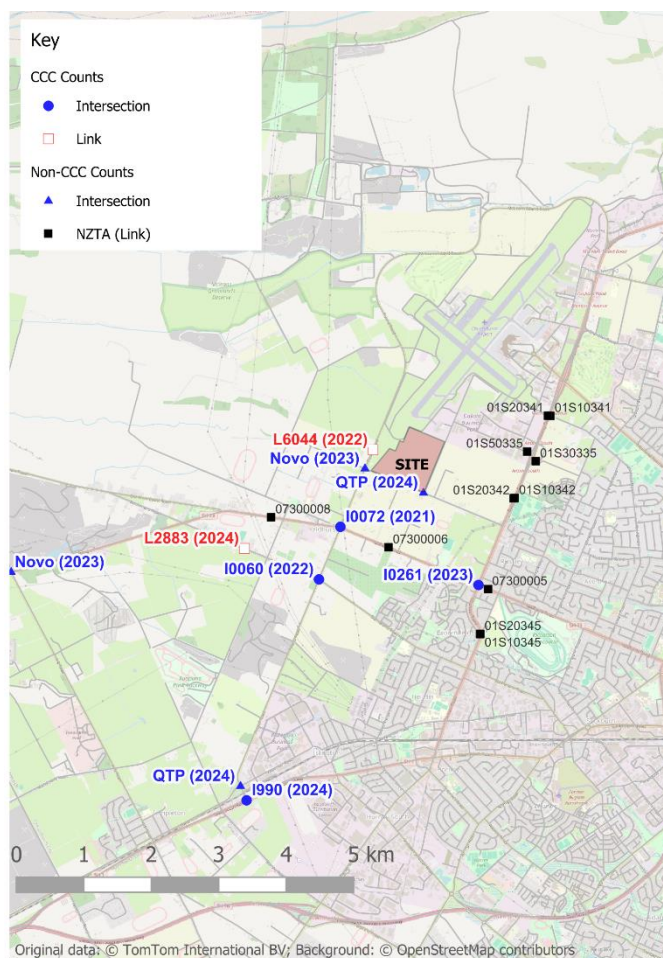 Key
CCC Counts
Intersection
Link
Non-CCC Counts
Intersection
NZTA (Link)
01S20341
01S10341
L6044 (2022)
01S50335
01S30335
Novo (2023)
SITE
QTP (2024)
01S20342
01S10342
07300008
I0072 (2021)
L2883 (2024)
07300006
Novo (2023)
I0060 (2022)
I0261 (2023)
07300005
01S20345
01S10345
QTP (2024)
I990 (2024)
0 1 2 3 4 5 km
Original data: © TomTom International BV; Background: © OpenStreetMap contributors